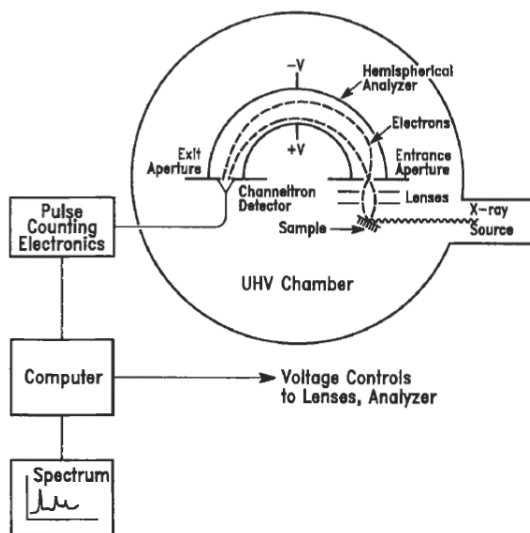 -V
Hemispherical
Analyzer
Electrons
+V
Exit
Aperture
Entrance
Aperture
Channeltron
Detector
Lenses
Pulse
Counting
Electronics
Sample
X-ray
Source
UHV Chamber
Computer
Voltage Controls
to Lenses, Analyzer
Spectrum